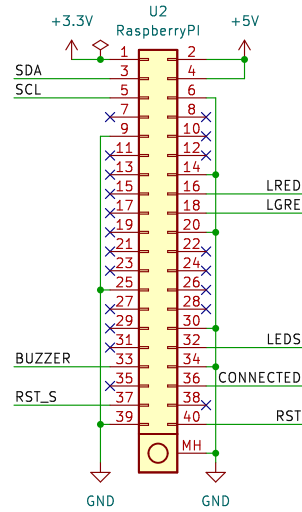 U2
RaspberryPI
+3.3V
+5V
1 2
SDA 3 4
SCL 5 6
7 8
9 10
11 12
13 14
15 16 LRED
17 18 LGRE
19 20
21 22
23 24
25 26
27 28
29 30
31 32 LEDS
BUZZER 33 34
35 36 CONNECTED
RST_S 37 38
39 40 RST
MH
GND GND